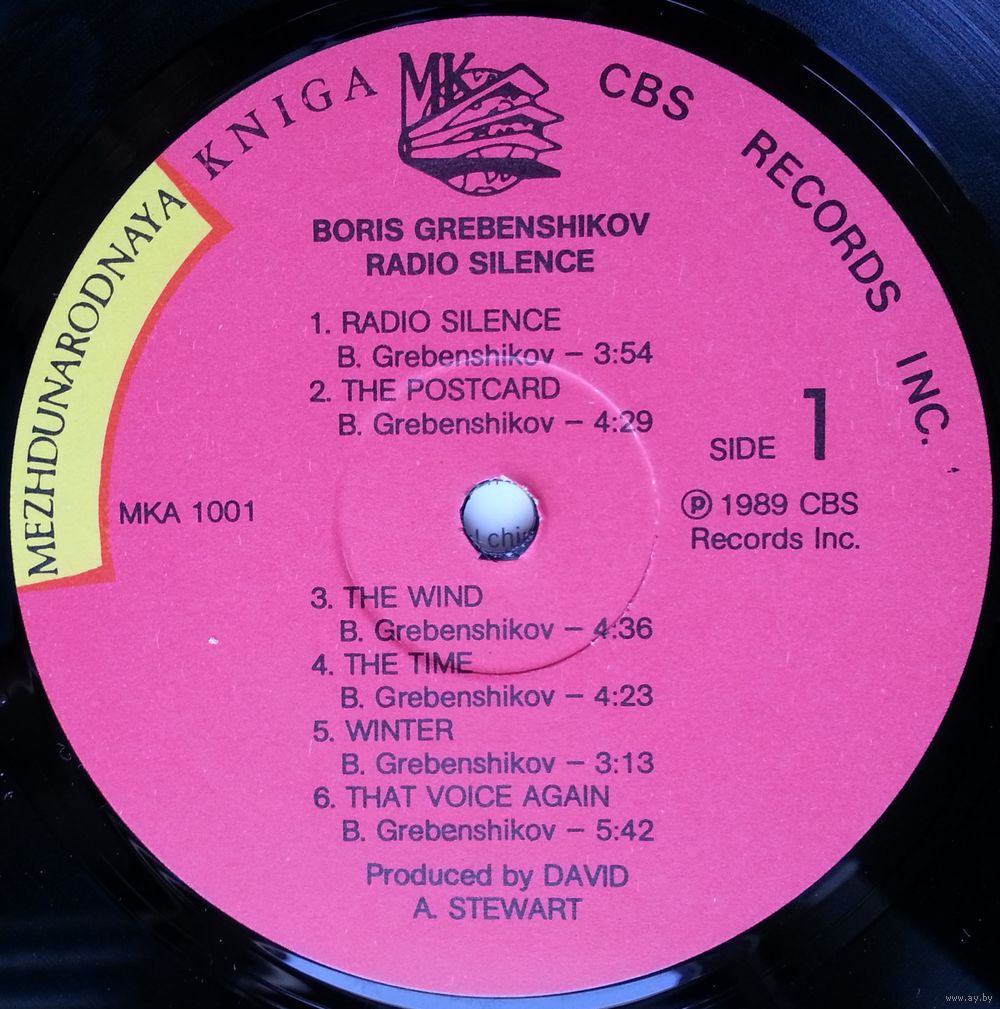 MEZHDUNARODNAYA KNIGA
MK
CBS RECORDS INC.
BORIS GREBENSHIKOV
RADIO SILENCE
1. RADIO SILENCE
B. Grebenshikov – 3:54
2. THE POSTCARD
B. Grebenshikov – 4:29
SIDE 1
MKA 1001
℗ 1989 CBS
Records Inc.
3. THE WIND
B. Grebenshikov – 4:36
4. THE TIME
B. Grebenshikov – 4:23
5. WINTER
B. Grebenshikov – 3:13
6. THAT VOICE AGAIN
B. Grebenshikov – 5:42
Produced by DAVID
A. STEWART
www.ay.by